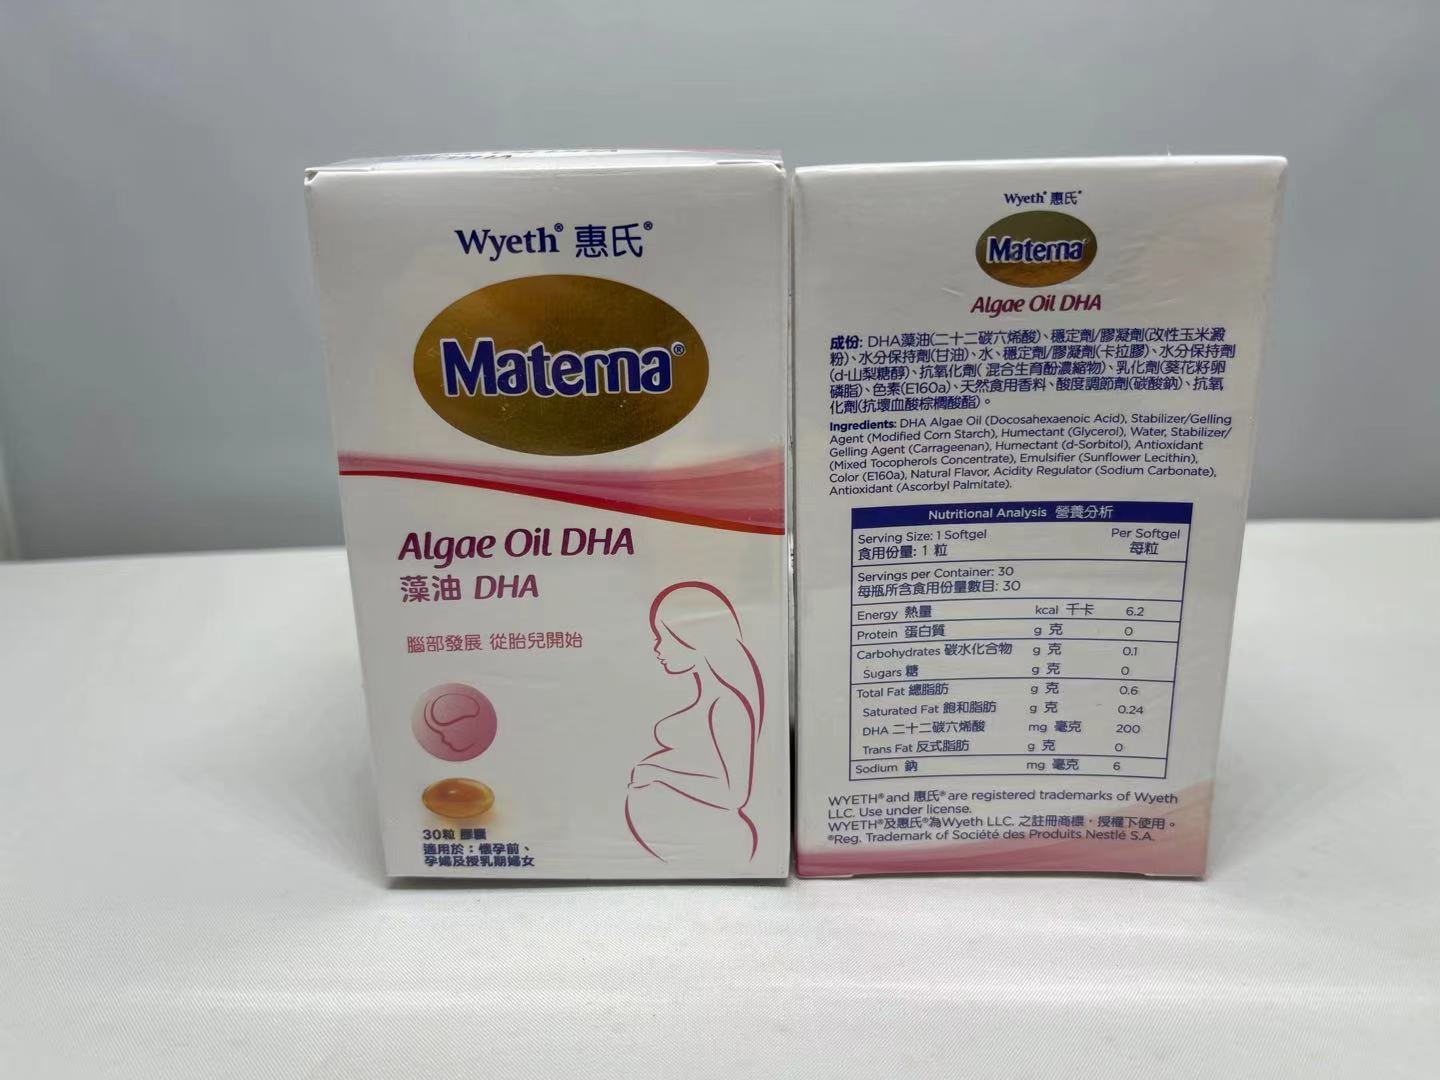 Wyeth® 惠氏®
Materna®
Algae Oil DHA
藻油 DHA
腦部發展 從胎兒開始
30粒 膠囊
適用於：懷孕前、
孕婦及授乳期婦女
Wyeth® 惠氏®
Materna®
Algae Oil DHA
成份: DHA藻油(二十二碳六烯酸)、穩定劑/膠凝劑(改性玉米澱
粉)、水分保持劑(甘油)、水、穩定劑/膠凝劑(卡拉膠)、水分保持劑
(d-山梨糖醇)、抗氧化劑( 混合生育酚濃縮物)、乳化劑(葵花籽卵
磷脂)、色素(E160a)、天然食用香料、酸度調節劑(碳酸鈉)、抗氧
化劑(抗壞血酸棕櫚酸酯)。
Ingredients: DHA Algae Oil (Docosahexaenoic Acid), Stabilizer/Gelling
Agent (Modified Corn Starch), Humectant (Glycerol), Water, Stabilizer/
Gelling Agent (Carrageenan), Humectant (d-Sorbitol), Antioxidant
(Mixed Tocopherols Concentrate), Emulsifier (Sunflower Lecithin),
Color (E160a), Natural Flavor, Acidity Regulator (Sodium Carbonate),
Antioxidant (Ascorbyl Palmitate).
Nutritional Analysis 營養分析
Serving Size: 1 Softgel Per Softgel
食用份量: 1 粒 每粒
Servings per Container: 30
每瓶所含食用份量數目: 30
Energy 熱量 kcal 千卡 6.2
Protein 蛋白質 g 克 0
Carbohydrates 碳水化合物 g 克 0.1
Sugars 糖 g 克 0
Total Fat 總脂肪 g 克 0.6
Saturated Fat 飽和脂肪 g 克 0.24
DHA 二十二碳六烯酸 mg 毫克 200
Trans Fat 反式脂肪 g 克 0
Sodium 鈉 mg 毫克 6
WYETH® and 惠氏® are registered trademarks of Wyeth
LLC. Use under license.
WYETH®及惠氏®為Wyeth LLC. 之註冊商標，授權下使用。
®Reg. Trademark of Société des Produits Nestlé S.A.